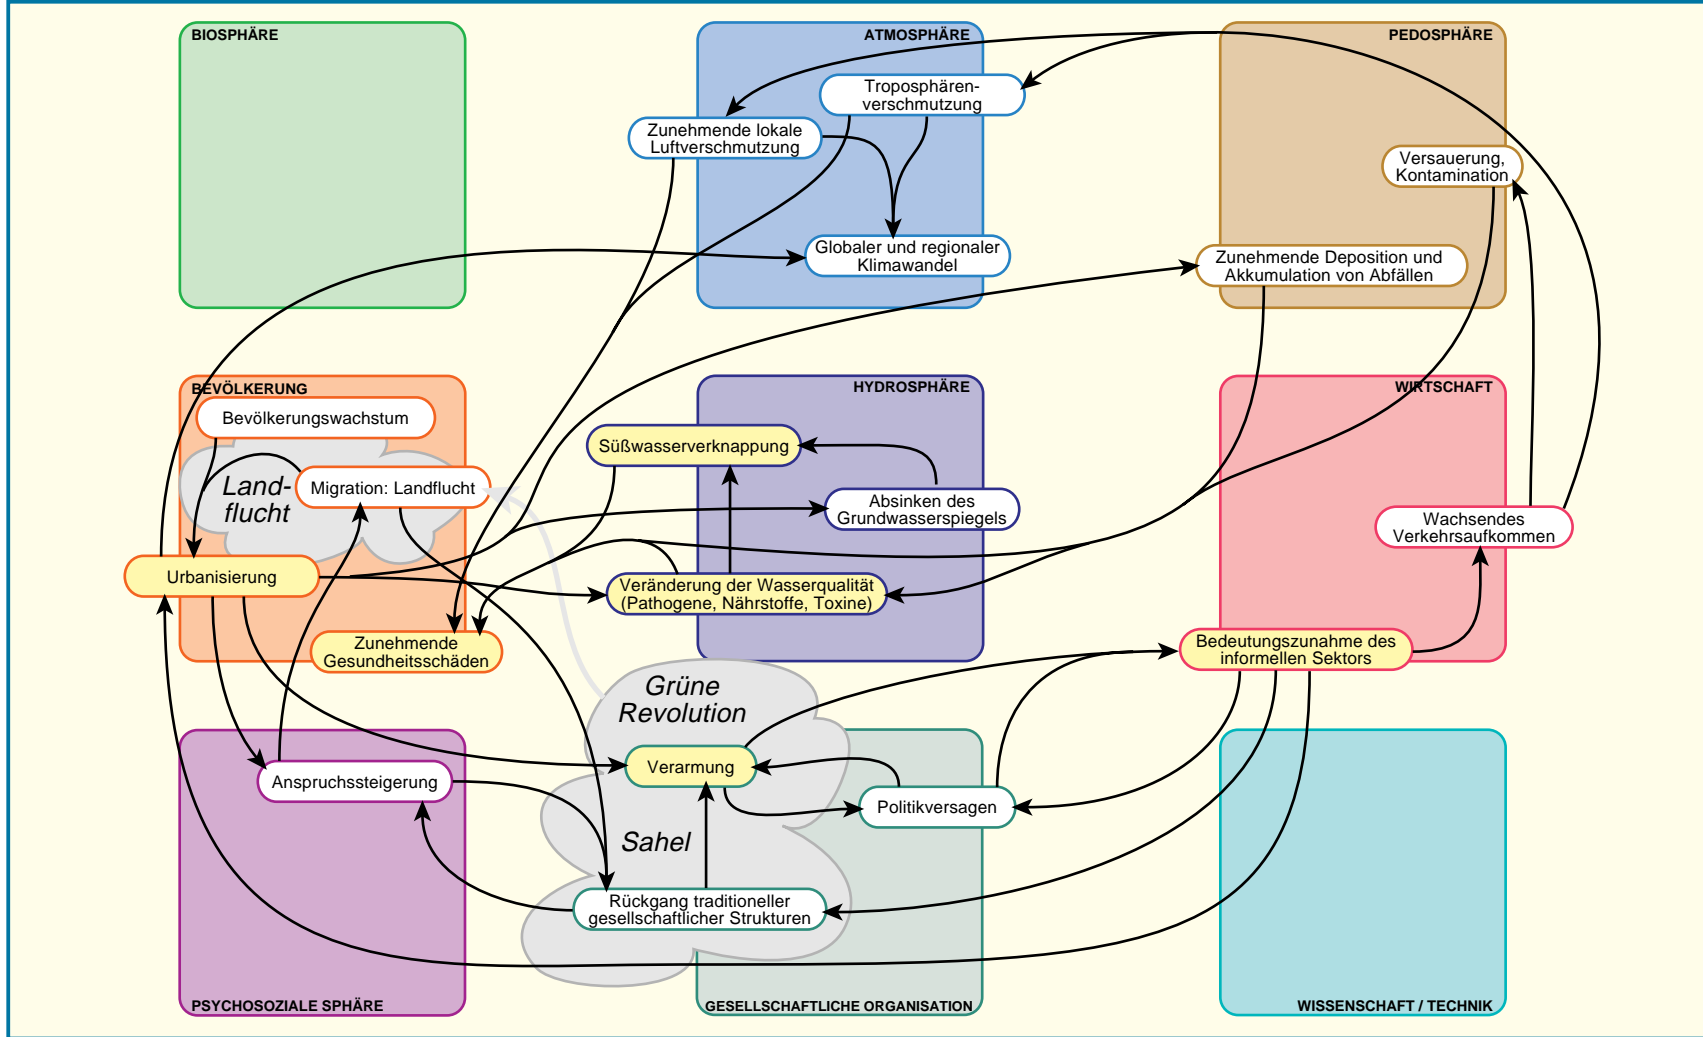 BIOSPHÄRE
ATMOSPHÄRE
PEDOSPHÄRE
Troposphären-
verschmutzung
Zunehmende lokale
Luftverschmutzung
Versauerung,
Kontamination
Globaler und regionaler
Klimawandel
Zunehmende Deposition und
Akkumulation von Abfällen
BEVÖLKERUNG
HYDROSPHÄRE
WIRTSCHAFT
Bevölkerungswachstum
Süßwasserverknappung
Land-
flucht
Migration: Landflucht
Absinken des
Grundwasserspiegels
Wachsendes
Verkehrsaufkommen
Urbanisierung
Veränderung der Wasserqualität
(Pathogene, Nährstoffe, Toxine)
Zunehmende
Gesundheitsschäden
Bedeutungszunahme des
informellen Sektors
Grüne
Revolution
Verarmung
Anspruchssteigerung
Politikversagen
Sahel
Rückgang traditioneller
gesellschaftlicher Strukturen
PSYCHOSOZIALE SPHÄRE
GESELLSCHAFTLICHE ORGANISATION
WISSENSCHAFT / TECHNIK